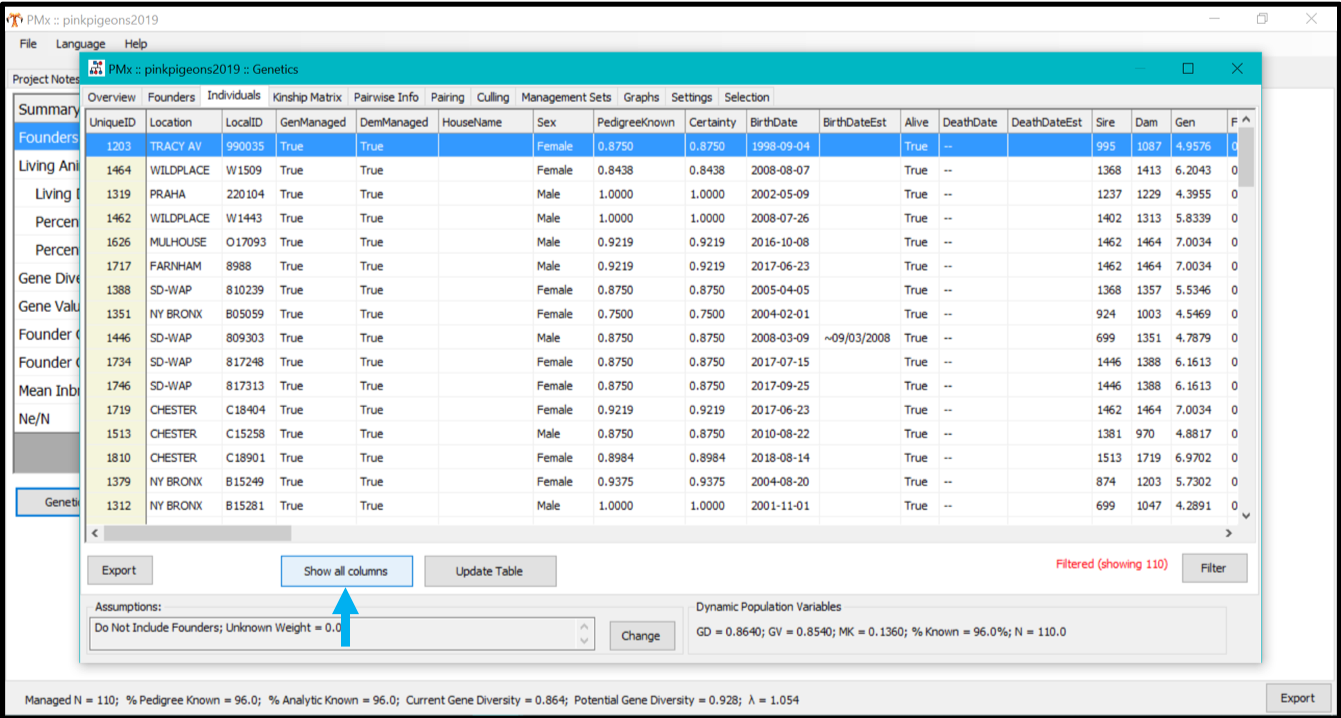 PMx :: pinkpigeons2019
File Language Help
Project Notes
PMx :: pinkpigeons2019 :: Genetics
Overview Founders Individuals Kinship Matrix Pairwise Info Pairing Culling Management Sets Graphs Settings Selection
Summary
Founders
Living Ani
Living D
Percen
Percen
Gene Dive
Gene Valu
Founder G
Founder G
Mean Inbr
Ne/N
Genetic
UniqueID Location LocalID GenManaged DemManaged HouseName Sex PedigreeKnown Certainty BirthDate BirthDateEst Alive DeathDate DeathDateEst Sire Dam Gen F
1203 TRACY AV 990035 True True Female 0.8750 0.8750 1998-09-04 True -- 995 1087 4.9576 0
1464 WILDPLACE W1509 True True Female 0.8438 0.8438 2008-08-07 True -- 1368 1413 6.2043 0
1319 PRAHA 220104 True True Male 1.0000 1.0000 2002-05-09 True -- 1237 1229 4.3955 0
1462 WILDPLACE W1443 True True Male 1.0000 1.0000 2008-07-26 True -- 1402 1313 5.8339 0
1626 MULHOUSE O17093 True True Male 0.9219 0.9219 2016-10-08 True -- 1462 1464 7.0034 0
1717 FARNHAM 8988 True True Male 0.9219 0.9219 2017-06-23 True -- 1462 1464 7.0034 0
1388 SD-WAP 810239 True True Female 0.8750 0.8750 2005-04-05 True -- 1368 1357 5.5346 0
1351 NY BRONX B05059 True True Female 0.7500 0.7500 2004-02-01 True -- 924 1003 4.5469 0
1446 SD-WAP 809303 True True Male 0.8750 0.8750 2008-03-09 ~09/03/2008 True -- 699 1351 4.7879 0
1734 SD-WAP 817248 True True Female 0.8750 0.8750 2017-07-15 True -- 1446 1388 6.1613 0
1746 SD-WAP 817313 True True Female 0.8750 0.8750 2017-09-25 True -- 1446 1388 6.1613 0
1719 CHESTER C18404 True True Female 0.9219 0.9219 2017-06-23 True -- 1462 1464 7.0034 0
1513 CHESTER C15258 True True Male 0.8750 0.8750 2010-08-22 True -- 1381 970 4.8817 0
1810 CHESTER C18901 True True Female 0.8984 0.8984 2018-08-14 True -- 1513 1719 6.9702 0
1379 NY BRONX B15249 True True Female 0.9375 0.9375 2004-08-20 True -- 874 1203 5.7302 0
1312 NY BRONX B15281 True True Male 1.0000 1.0000 2001-11-01 True -- 699 1047 4.2891 0
Export Show all columns Update Table Filtered (showing 110) Filter
Assumptions:
Do Not Include Founders; Unknown Weight = 0.0
Change
Dynamic Population Variables
GD = 0.8640; GV = 0.8540; MK = 0.1360; % Known = 96.0%; N = 110.0
Managed N = 110; % Pedigree Known = 96.0; % Analytic Known = 96.0; Current Gene Diversity = 0.864; Potential Gene Diversity = 0.928; λ = 1.054
Export